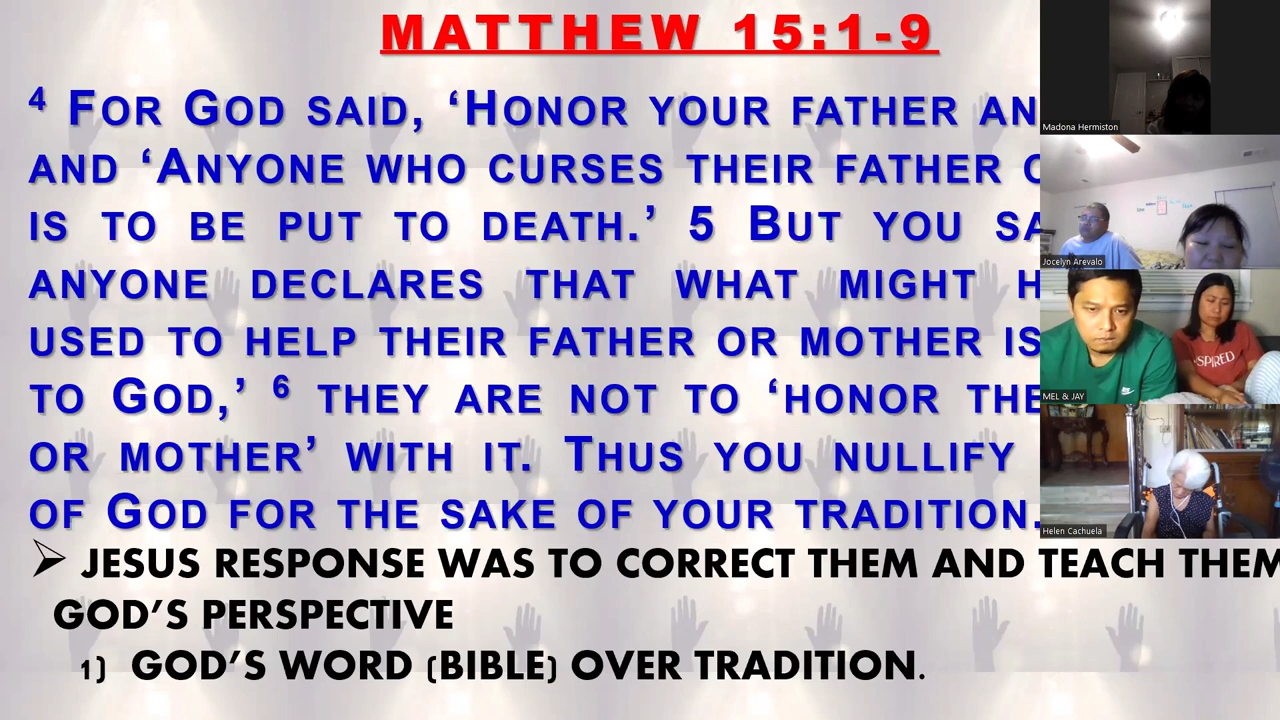 MATTHEW 15:1-9
4 FOR GOD SAID, ‘HONOR YOUR FATHER AN
AND ‘ANYONE WHO CURSES THEIR FATHER
IS TO BE PUT TO DEATH.’ 5 BUT YOU SA
ANYONE DECLARES THAT WHAT MIGHT H
USED TO HELP THEIR FATHER OR MOTHER IS
TO GOD,’ 6 THEY ARE NOT TO ‘HONOR THE
OR MOTHER’ WITH IT. THUS YOU NULLIFY
OF GOD FOR THE SAKE OF YOUR TRADITION.
➢ JESUS RESPONSE WAS TO CORRECT THEM AND TEACH THEM
GOD’S PERSPECTIVE
1) GOD’S WORD (BIBLE) OVER TRADITION.
Madona Hermiston
Jocelyn Arevalo
SPIRED
MEL & JAY
Helen Cachuela